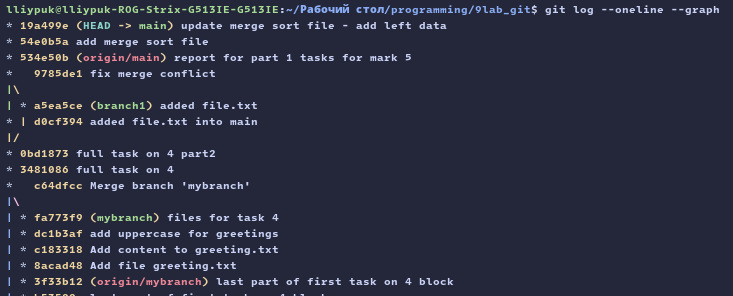 lliypuk@lliypuk-ROG-Strix-G513IE-G513IE:~/Рабочий стол/programming/9lab_git$ git log --oneline --graph
* 19a499e (HEAD -> main) update merge sort file - add left data
* 54e0b5a add merge sort file
* 534e50b (origin/main) report for part 1 tasks for mark 5
*   9785de1 fix merge conflict
|\
| * a5ea5ce (branch1) added file.txt
* | d0cf394 added file.txt into main
|/
* 0bd1873 full task on 4 part2
* 3481086 full task on 4
*   c64dfcc Merge branch 'mybranch'
|\
| * fa773f9 (mybranch) files for task 4
| * dc1b3af add uppercase for greetings
| * c183318 Add content to greeting.txt
| * 8acad48 Add file greeting.txt
| * 3f33b12 (origin/mybranch) last part of first task on 4 block